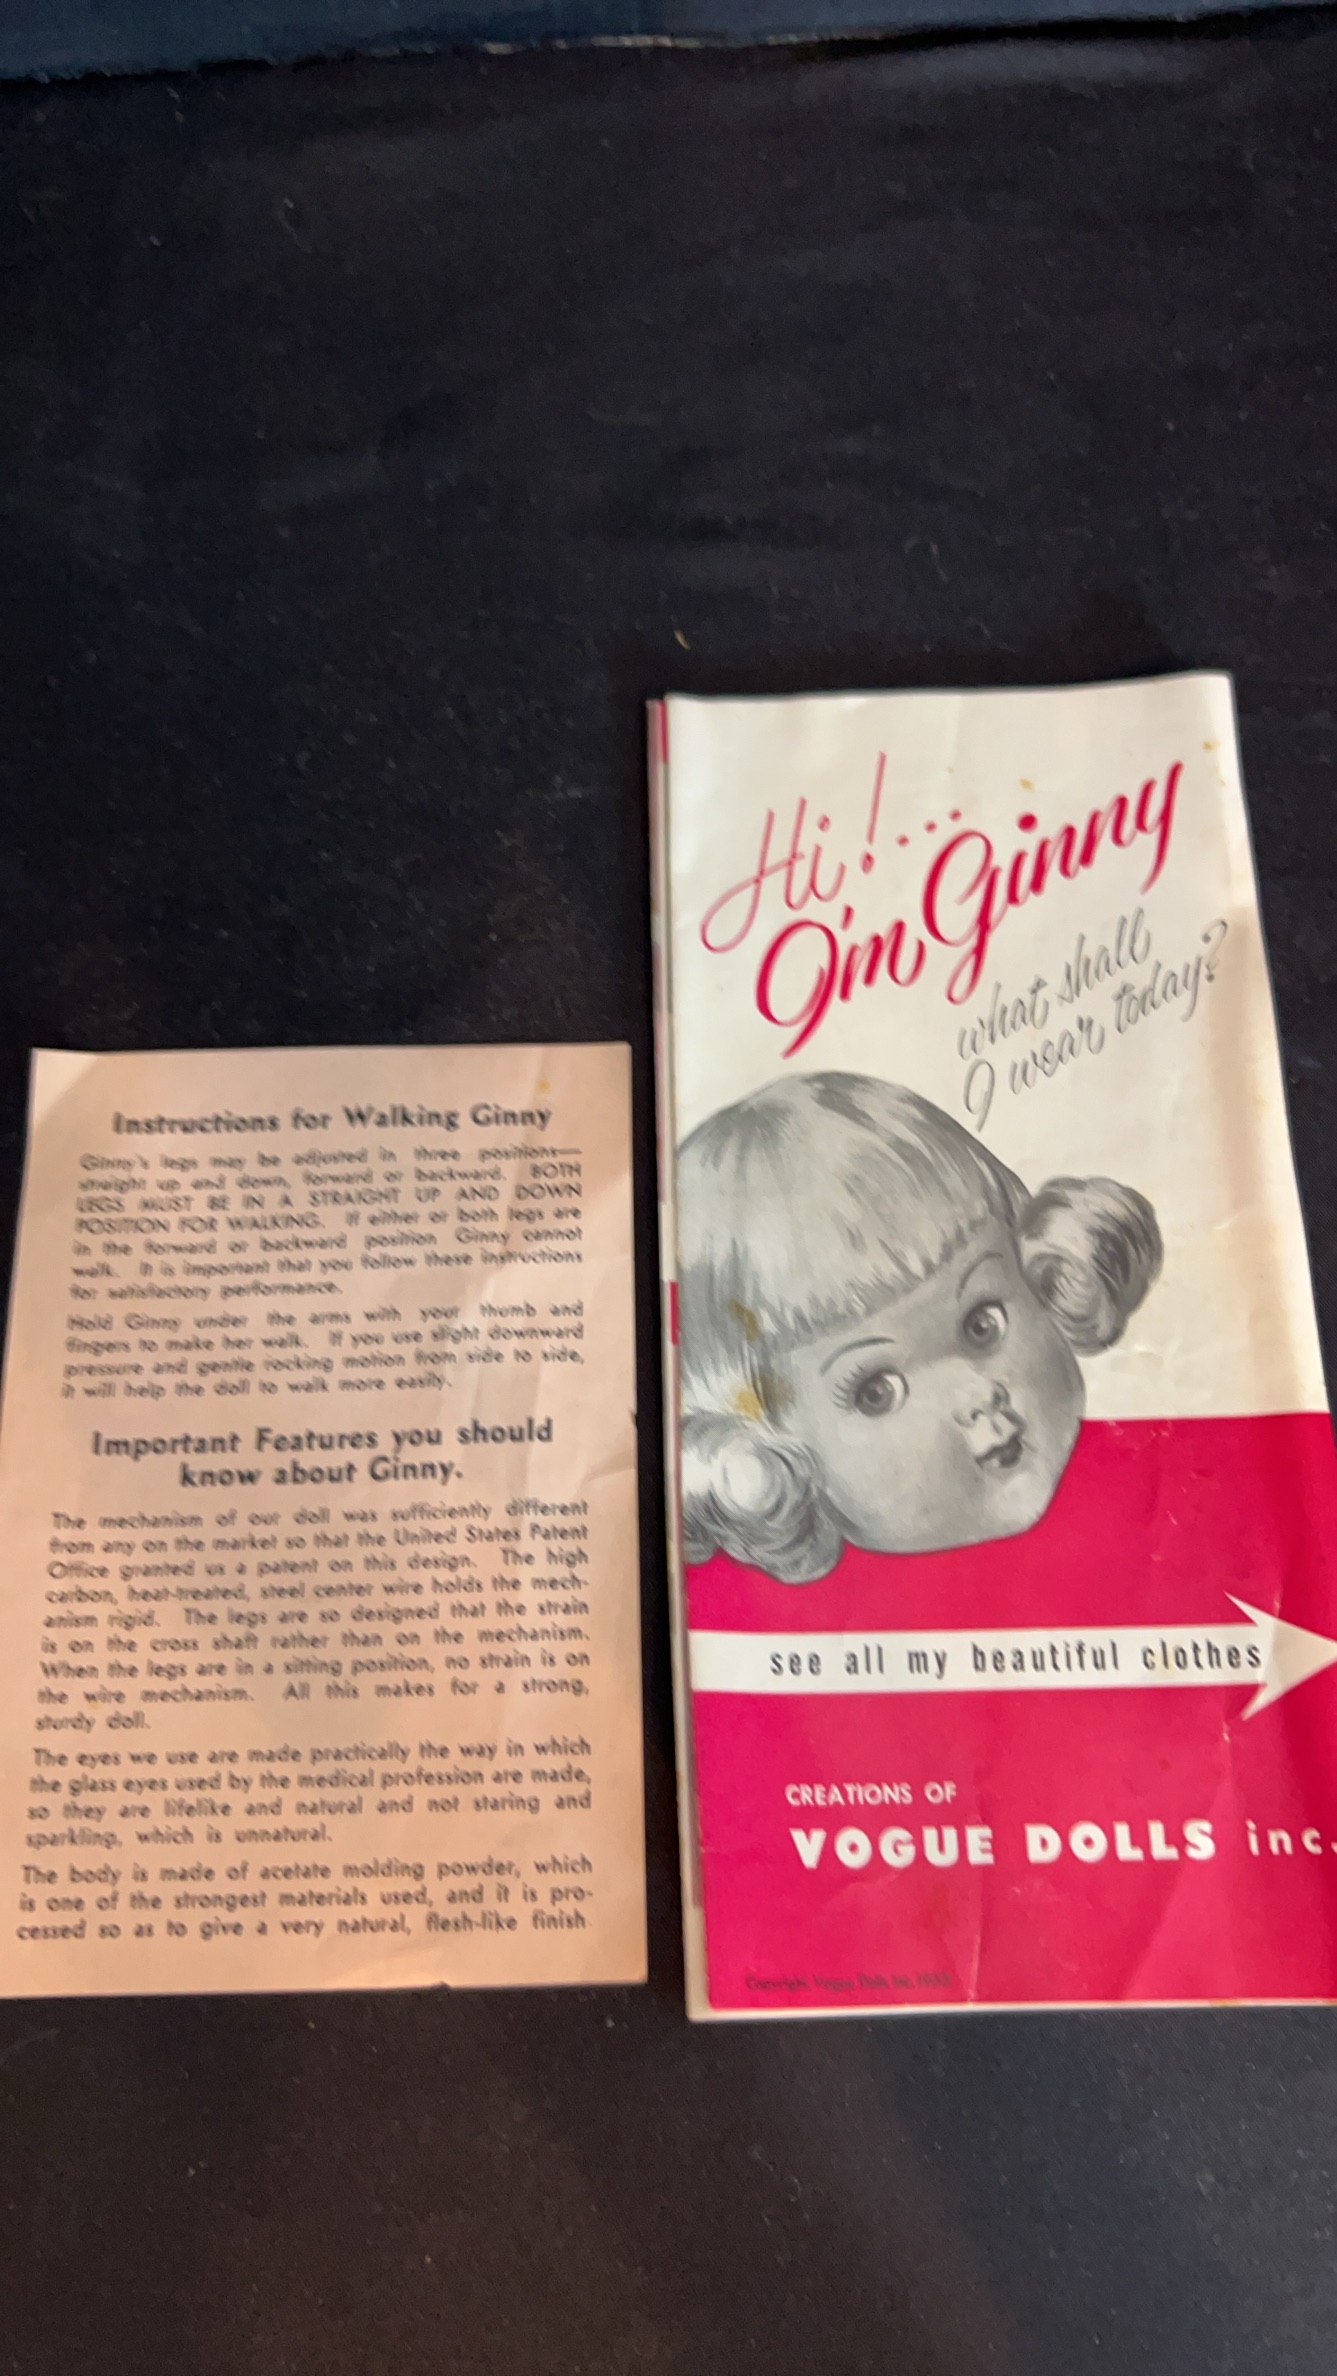 Instructions for Walking Ginny
Ginny's legs may be adjusted in three positions—
straight up and down, forward or backward. BOTH
LEGS MUST BE IN A STRAIGHT UP AND DOWN
POSITION FOR WALKING. If either or both legs are
in the forward or backward position Ginny cannot
walk. It is important that you follow these instructions
for satisfactory performance.
Hold Ginny under the arms with your thumb and
fingers to make her walk. If you use slight downward
pressure and gentle rocking motion from side to side,
it will help the doll to walk more easily.
Important Features you should
know about Ginny.
The mechanism of our doll was sufficiently different
from any on the market so that the United States Patent
Office granted us a patent on this design. The high
carbon, heat-treated, steel center wire holds the mech-
anism rigid. The legs are so designed that the strain
is on the cross shaft rather than on the mechanism.
When the legs are in a sitting position, no strain is on
the wire mechanism. All this makes for a strong,
sturdy doll.
The eyes we use are made practically the way in which
the glass eyes used by the medical profession are made,
so they are lifelike and natural and not staring and
sparkling, which is unnatural.
The body is made of acetate molding powder, which
is one of the strongest materials used, and it is pro-
cessed so as to give a very natural, flesh-like finish
Hi!...
I'm Ginny
what shall
I wear today?
see all my beautiful clothes
CREATIONS OF
VOGUE DOLLS inc.
Copyright, Vogue Dolls, Inc.